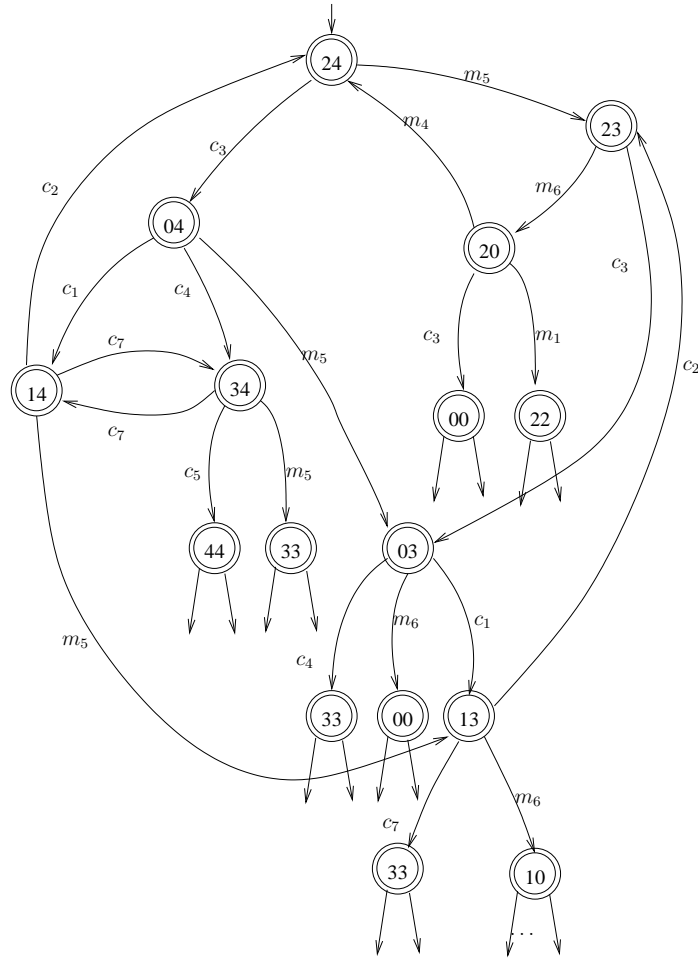 24
m₅
23
m₄
c₃
m₆
c₂
04
20
c₃
c₁
c₄
c₃
m₁
m₅
c₇
c₂
14
34
00
22
c₇
c₅
m₅
44
33
03
m₆
c₁
m₅
c₄
33
00
13
m₆
c₇
33
10
...